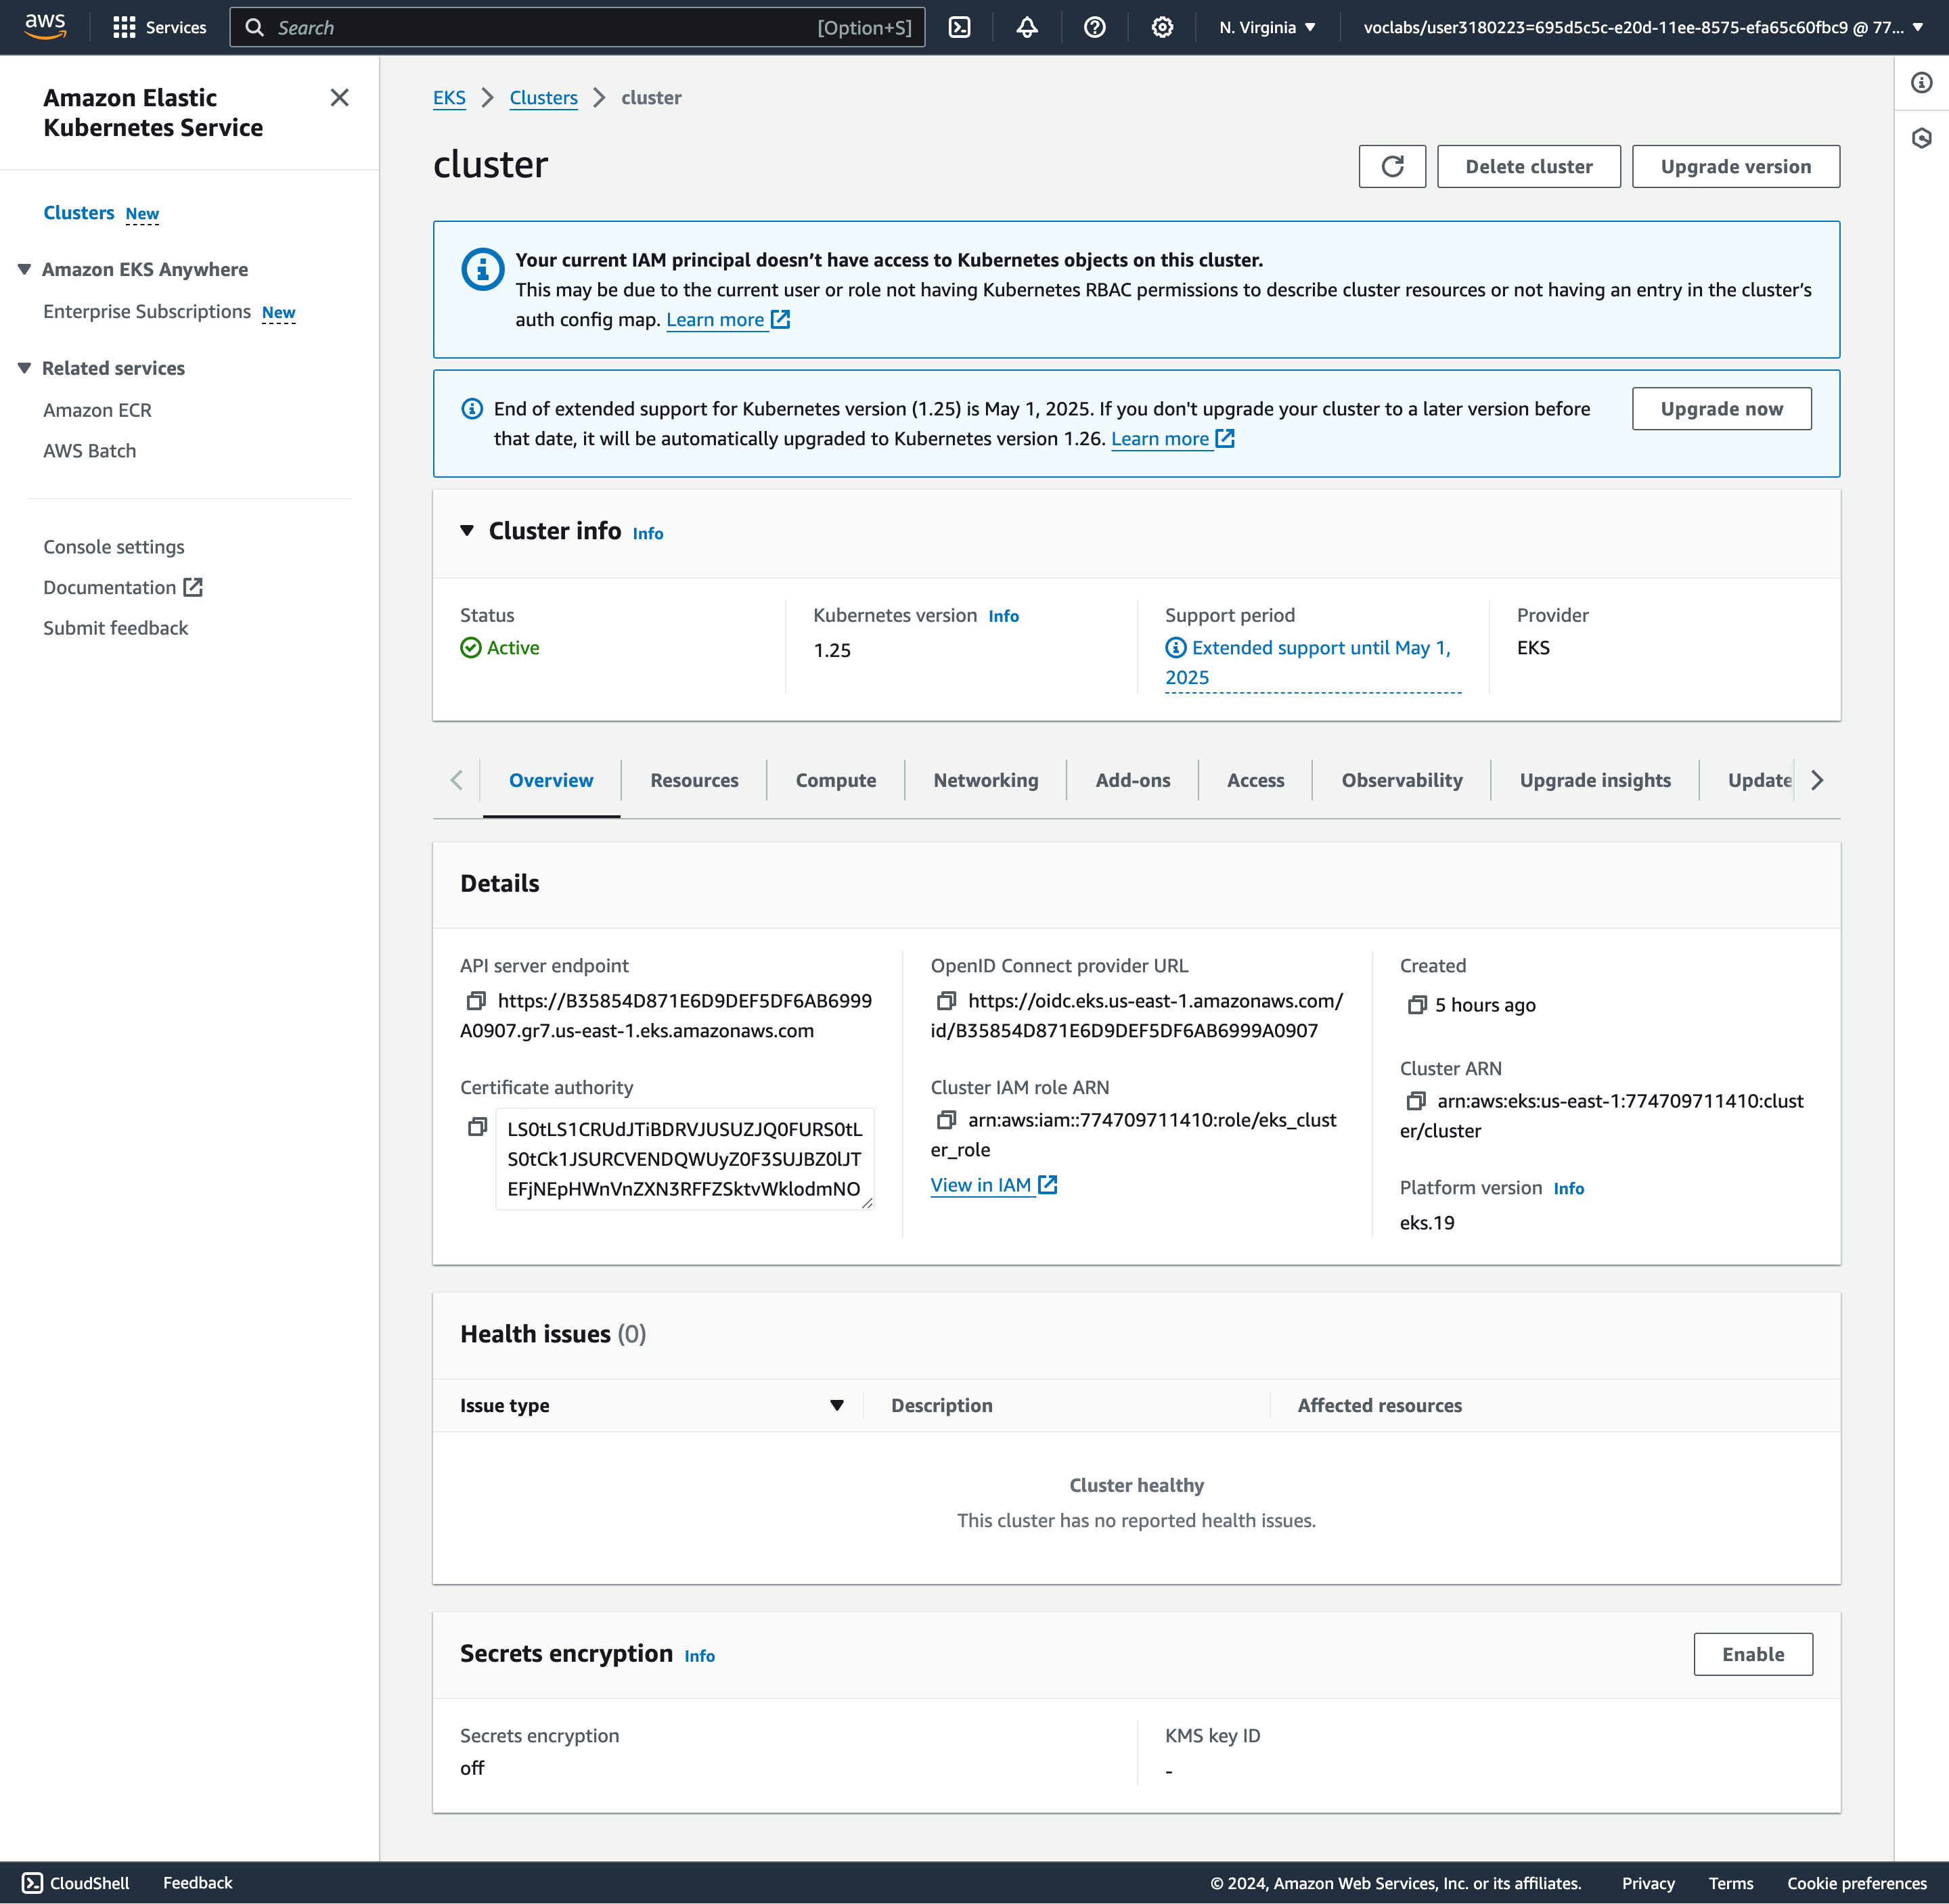 aws
Services
Search
[Option+S]
N. Virginia
voclabs/user3180223=695d5c5c-e20d-11ee-8575-efa65c60fbc9 @ 77...
Amazon Elastic
Kubernetes Service
Clusters New
Amazon EKS Anywhere
Enterprise Subscriptions New
Related services
Amazon ECR
AWS Batch
Console settings
Documentation
Submit feedback
EKS
Clusters
cluster
cluster
Delete cluster
Upgrade version
Your current IAM principal doesn’t have access to Kubernetes objects on this cluster.
This may be due to the current user or role not having Kubernetes RBAC permissions to describe cluster resources or not having an entry in the cluster’s
auth config map. Learn more
End of extended support for Kubernetes version (1.25) is May 1, 2025. If you don't upgrade your cluster to a later version before
that date, it will be automatically upgraded to Kubernetes version 1.26. Learn more
Upgrade now
Cluster info Info
Status
Active
Kubernetes version Info
1.25
Support period
Extended support until May 1,
2025
Provider
EKS
Overview
Resources
Compute
Networking
Add-ons
Access
Observability
Upgrade insights
Update
Details
API server endpoint
https://B35854D871E6D9DEF5DF6AB6999
A0907.gr7.us-east-1.eks.amazonaws.com
Certificate authority
LS0tLS1CRUdJTiBDRVJUSUZJQ0FURS0tL
S0tCk1JSURCVENDQWUyZ0F3SUJBZ0lJT
EFjNEpHWnVnZXN3RFFZSktvWklodmNO
OpenID Connect provider URL
https://oidc.eks.us-east-1.amazonaws.com/
id/B35854D871E6D9DEF5DF6AB6999A0907
Cluster IAM role ARN
arn:aws:iam::774709711410:role/eks_clust
er_role
View in IAM
Created
5 hours ago
Cluster ARN
arn:aws:eks:us-east-1:774709711410:clust
er/cluster
Platform version Info
eks.19
Health issues (0)
Issue type
Description
Affected resources
Cluster healthy
This cluster has no reported health issues.
Secrets encryption Info
Enable
Secrets encryption
off
KMS key ID
-
CloudShell
Feedback
© 2024, Amazon Web Services, Inc. or its affiliates.
Privacy
Terms
Cookie preferences